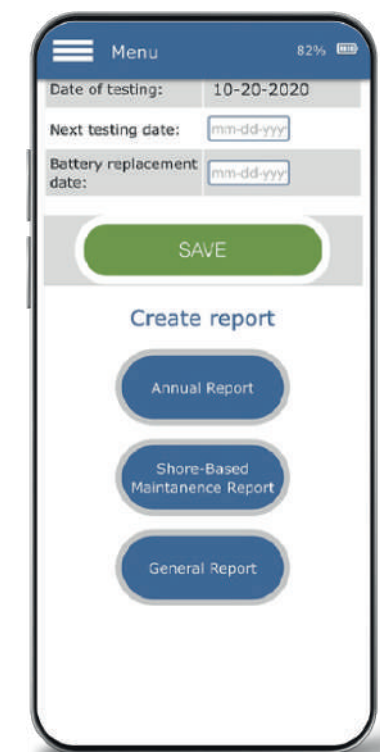 Menu 82%
Date of testing: 10-20-2020
Next testing date: mm-dd-yyy
Battery replacement
date: mm-dd-yyy
SAVE
Create report
Annual Report
Shore-Based
Maintanence Report
General Report